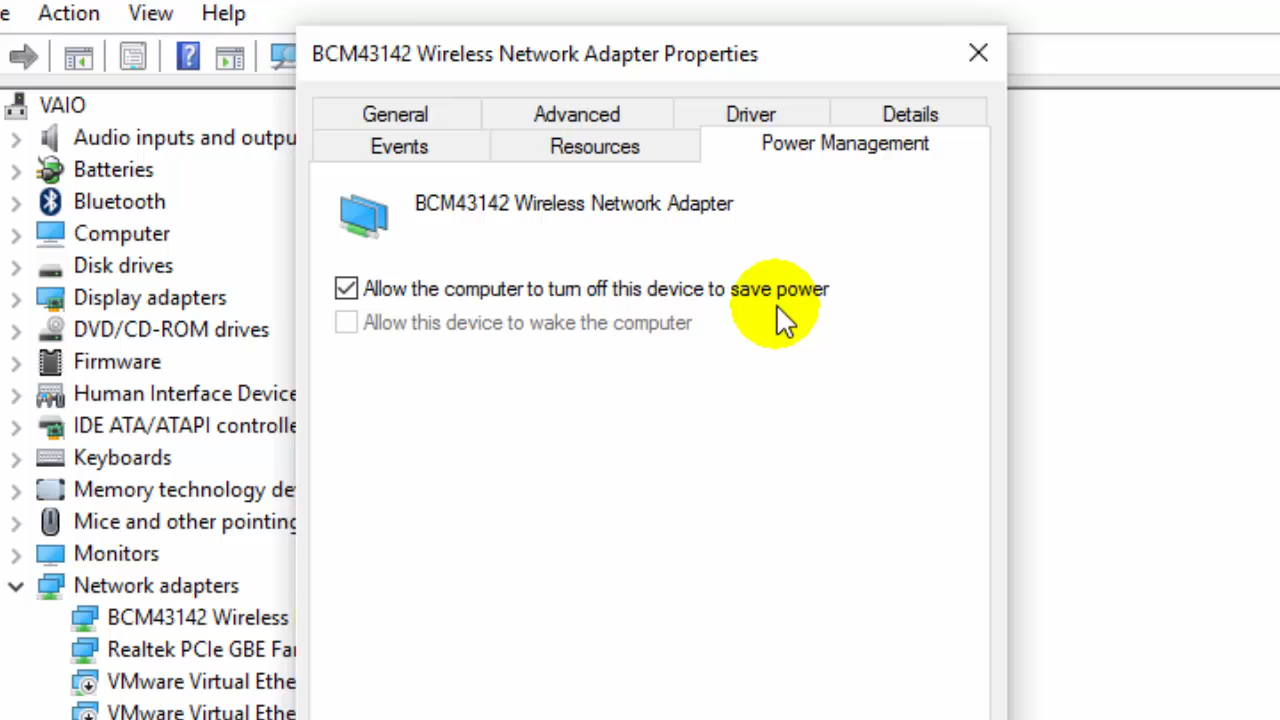 e Action View Help
BCM43142 Wireless Network Adapter Properties
General Advanced Driver Details
Events Resources Power Management
BCM43142 Wireless Network Adapter
Allow the computer to turn off this device to save power
Allow this device to wake the computer
VAIO
Audio inputs and outpu
Batteries
Bluetooth
Computer
Disk drives
Display adapters
DVD/CD-ROM drives
Firmware
Human Interface Device
IDE ATA/ATAPI controlle
Keyboards
Memory technology de
Mice and other pointing
Monitors
Network adapters
BCM43142 Wireless
Realtek PCIe GBE Fa
VMware Virtual Ethe
VMware Virtual Ethe